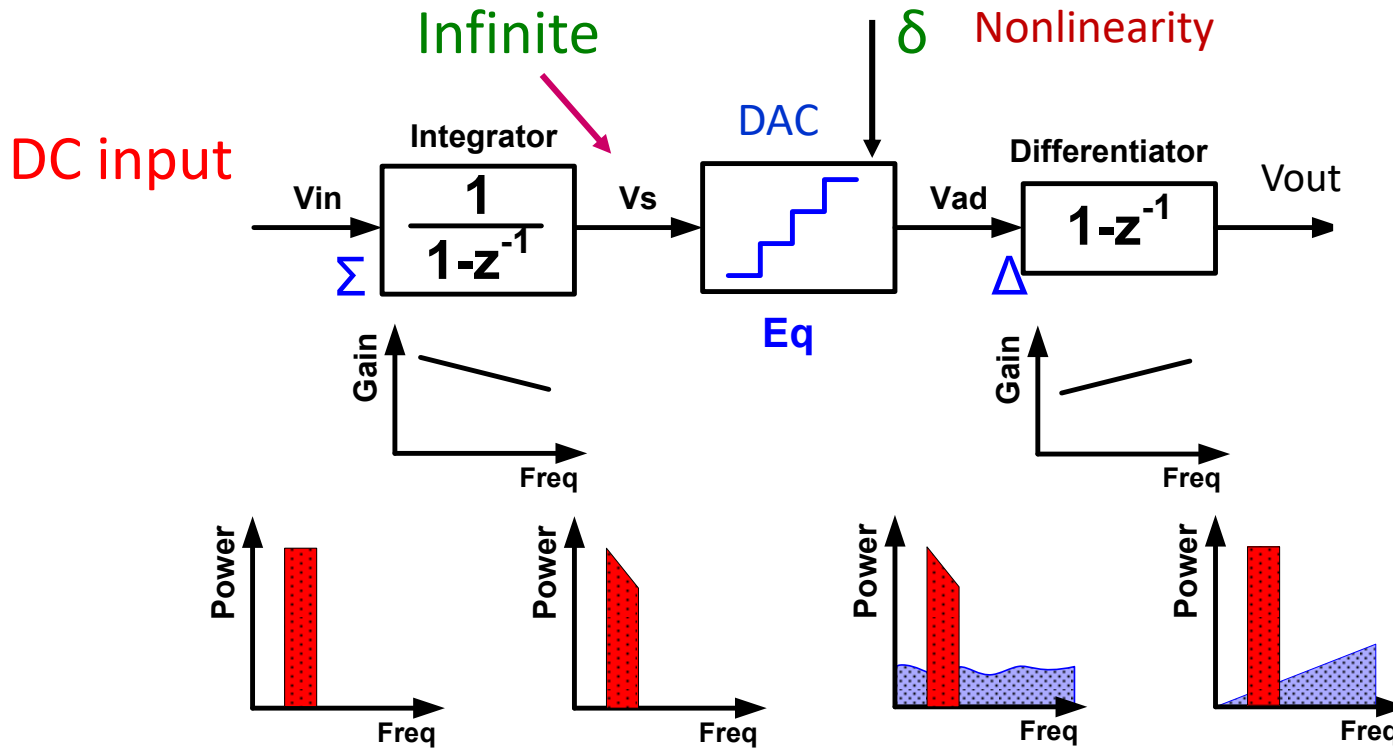 Infinite
δ Nonlinearity
DC input
Integrator
DAC
Differentiator
Vin
1
1-z^-1
Vs
Vad
1-z^-1
Vout
Σ
Δ
Eq
Gain
Freq
Gain
Freq
Power
Freq
Power
Freq
Power
Freq
Power
Freq